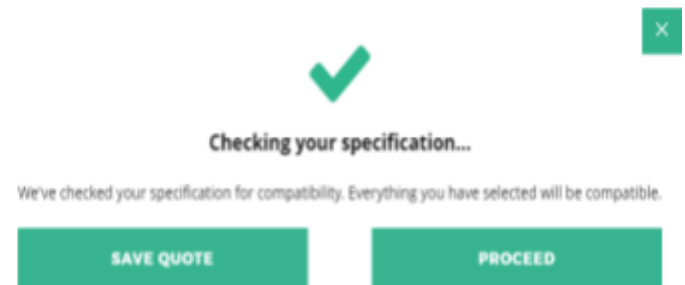 X
Checking your specification...
We've checked your specification for compatibility. Everything you have selected will be compatible.
SAVE QUOTE
PROCEED